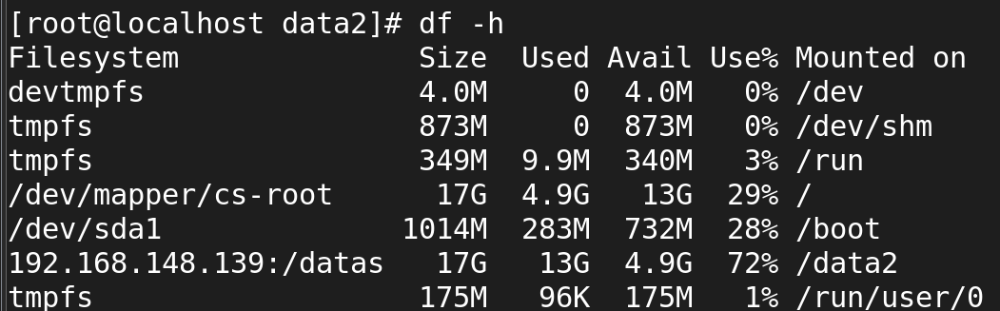 [root@localhost data2]# df -h
Filesystem              Size  Used Avail Use% Mounted on
devtmpfs                4.0M     0  4.0M   0% /dev
tmpfs                   873M     0  873M   0% /dev/shm
tmpfs                   349M  9.9M  340M   3% /run
/dev/mapper/cs-root      17G  4.9G   13G  29% /
/dev/sda1              1014M  283M  732M  28% /boot
192.168.148.139:/datas   17G   13G  4.9G  72% /data2
tmpfs                   175M   96K  175M   1% /run/user/0